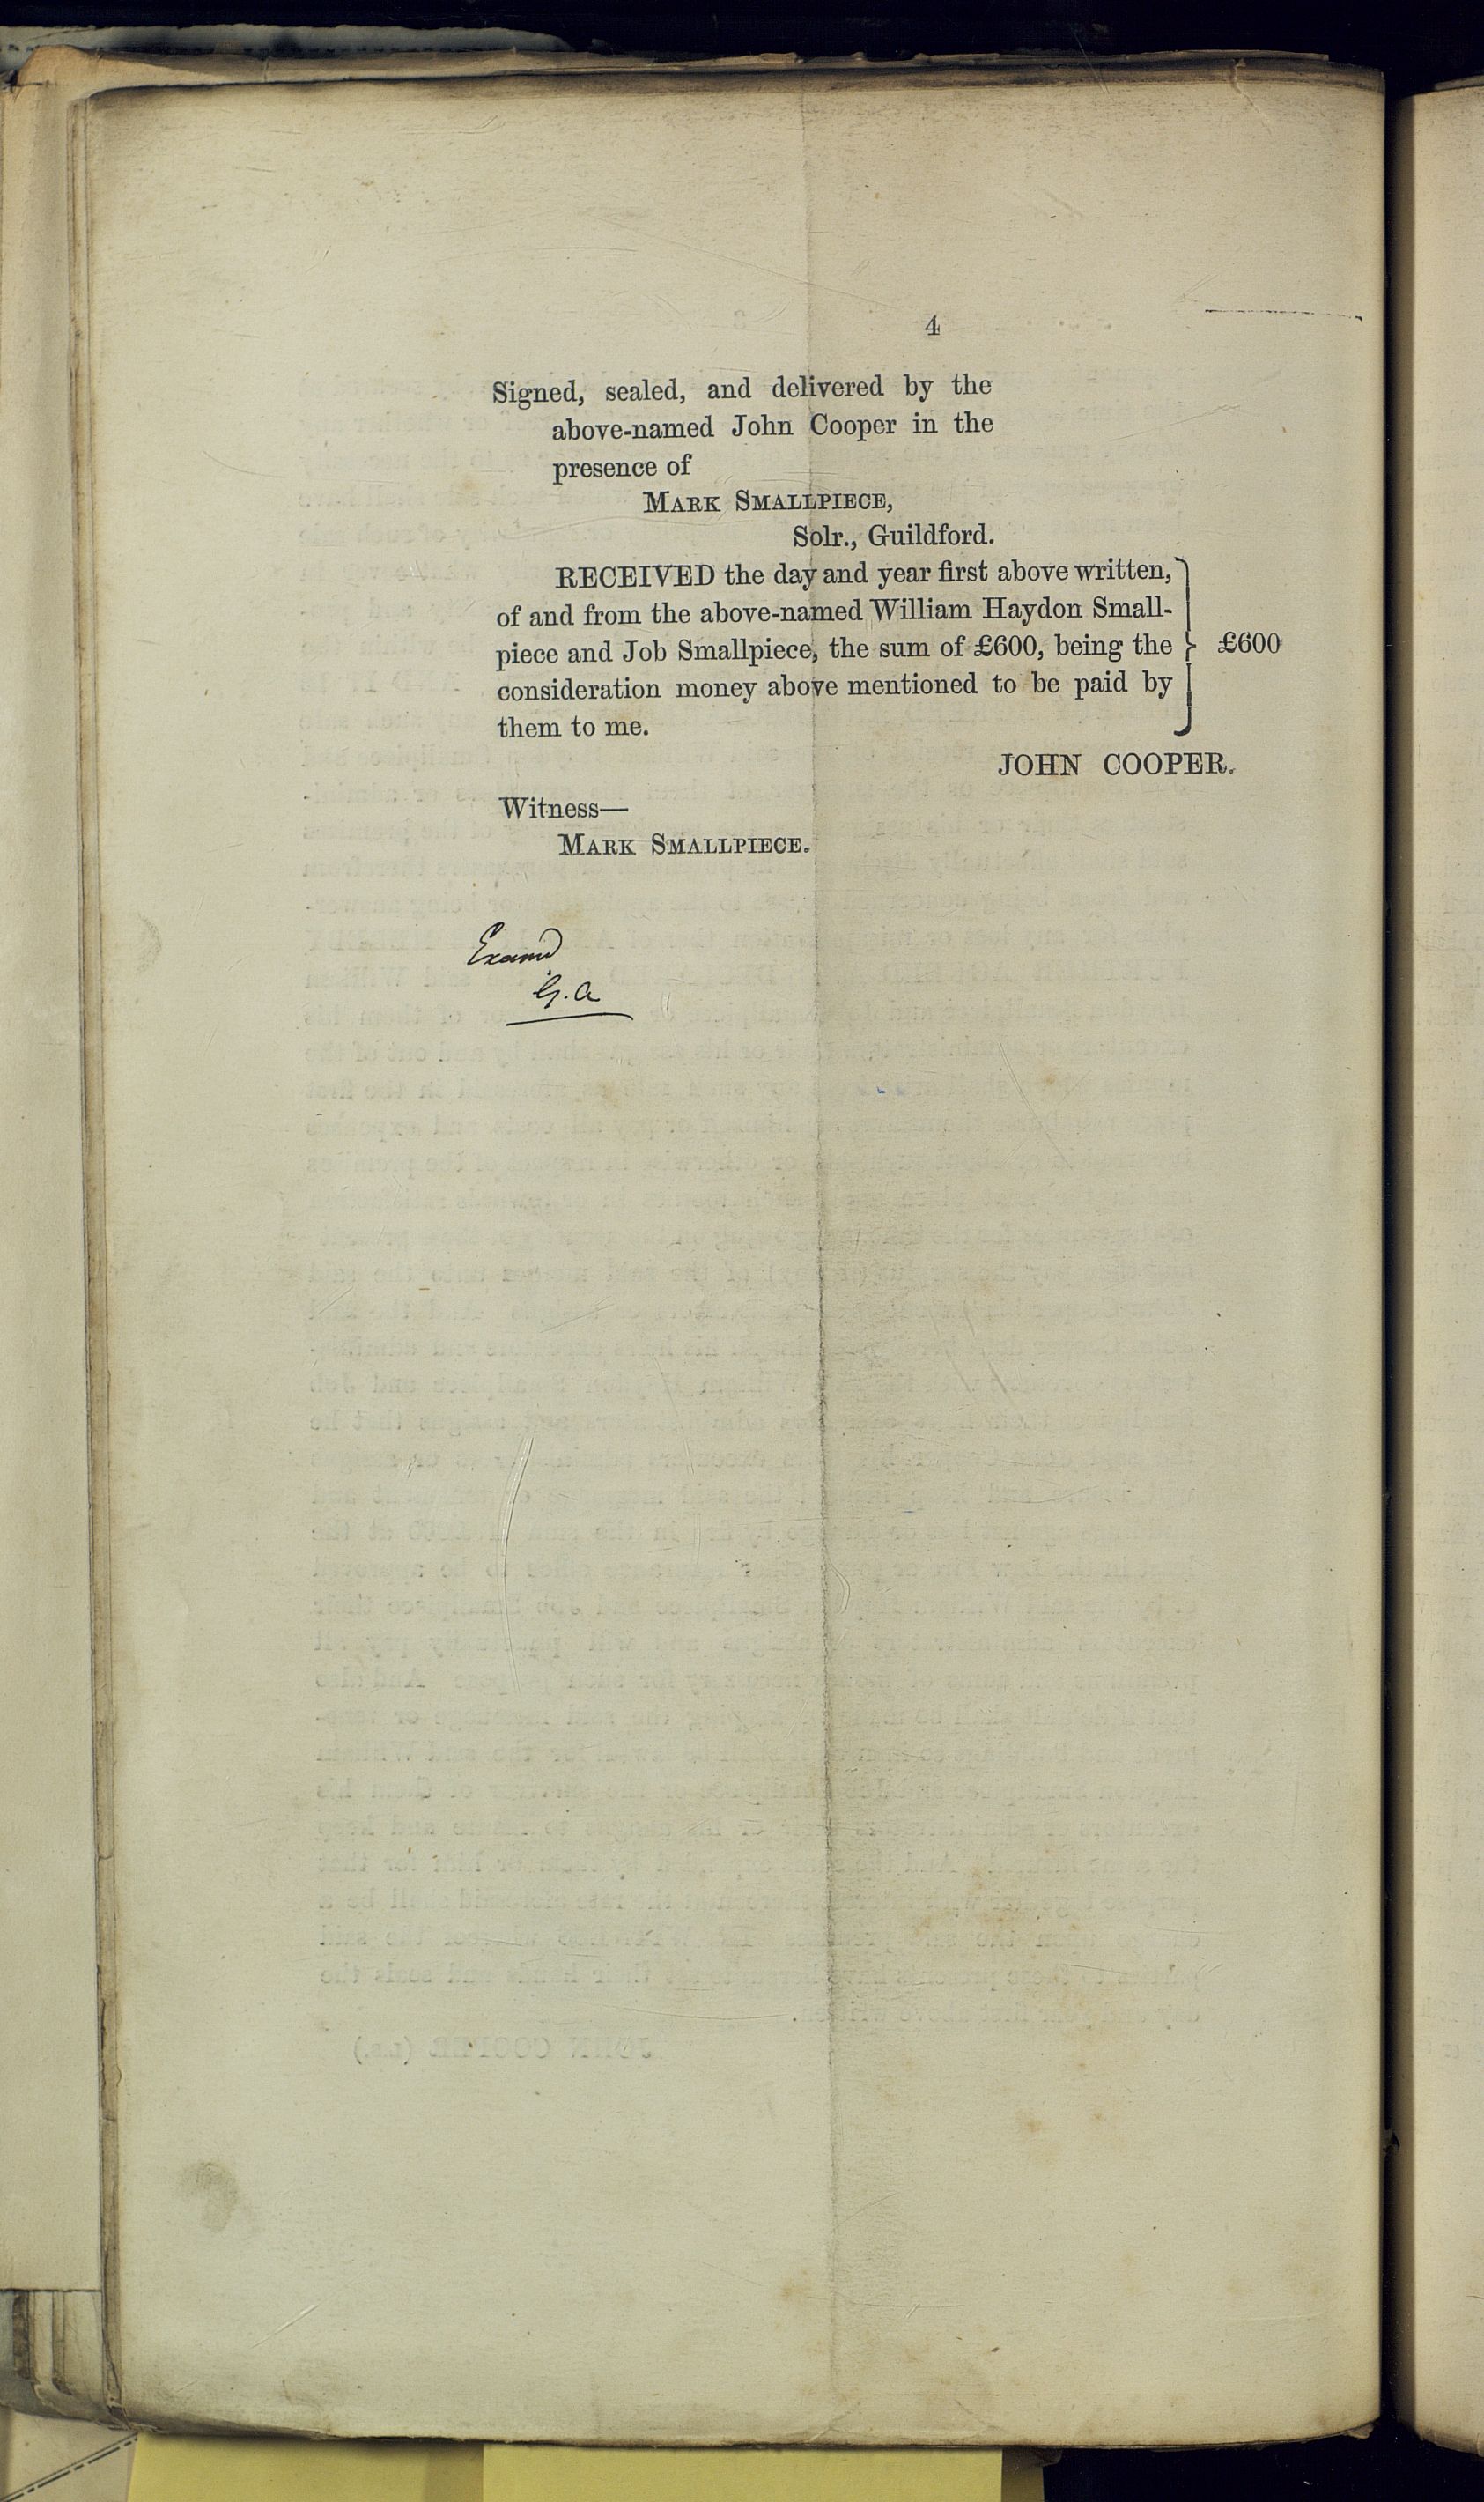 4
Signed, sealed, and delivered by the
above-named John Cooper in the
presence of
MARK SMALLPIECE,
Solr., Guildford.
RECEIVED the day and year first above written,
of and from the above-named William Haydon Small-
piece and Job Smallpiece, the sum of £600, being the } £600
consideration money above mentioned to be paid by
them to me.
JOHN COOPER.
Witness—
MARK SMALLPIECE.
Examd
G. A